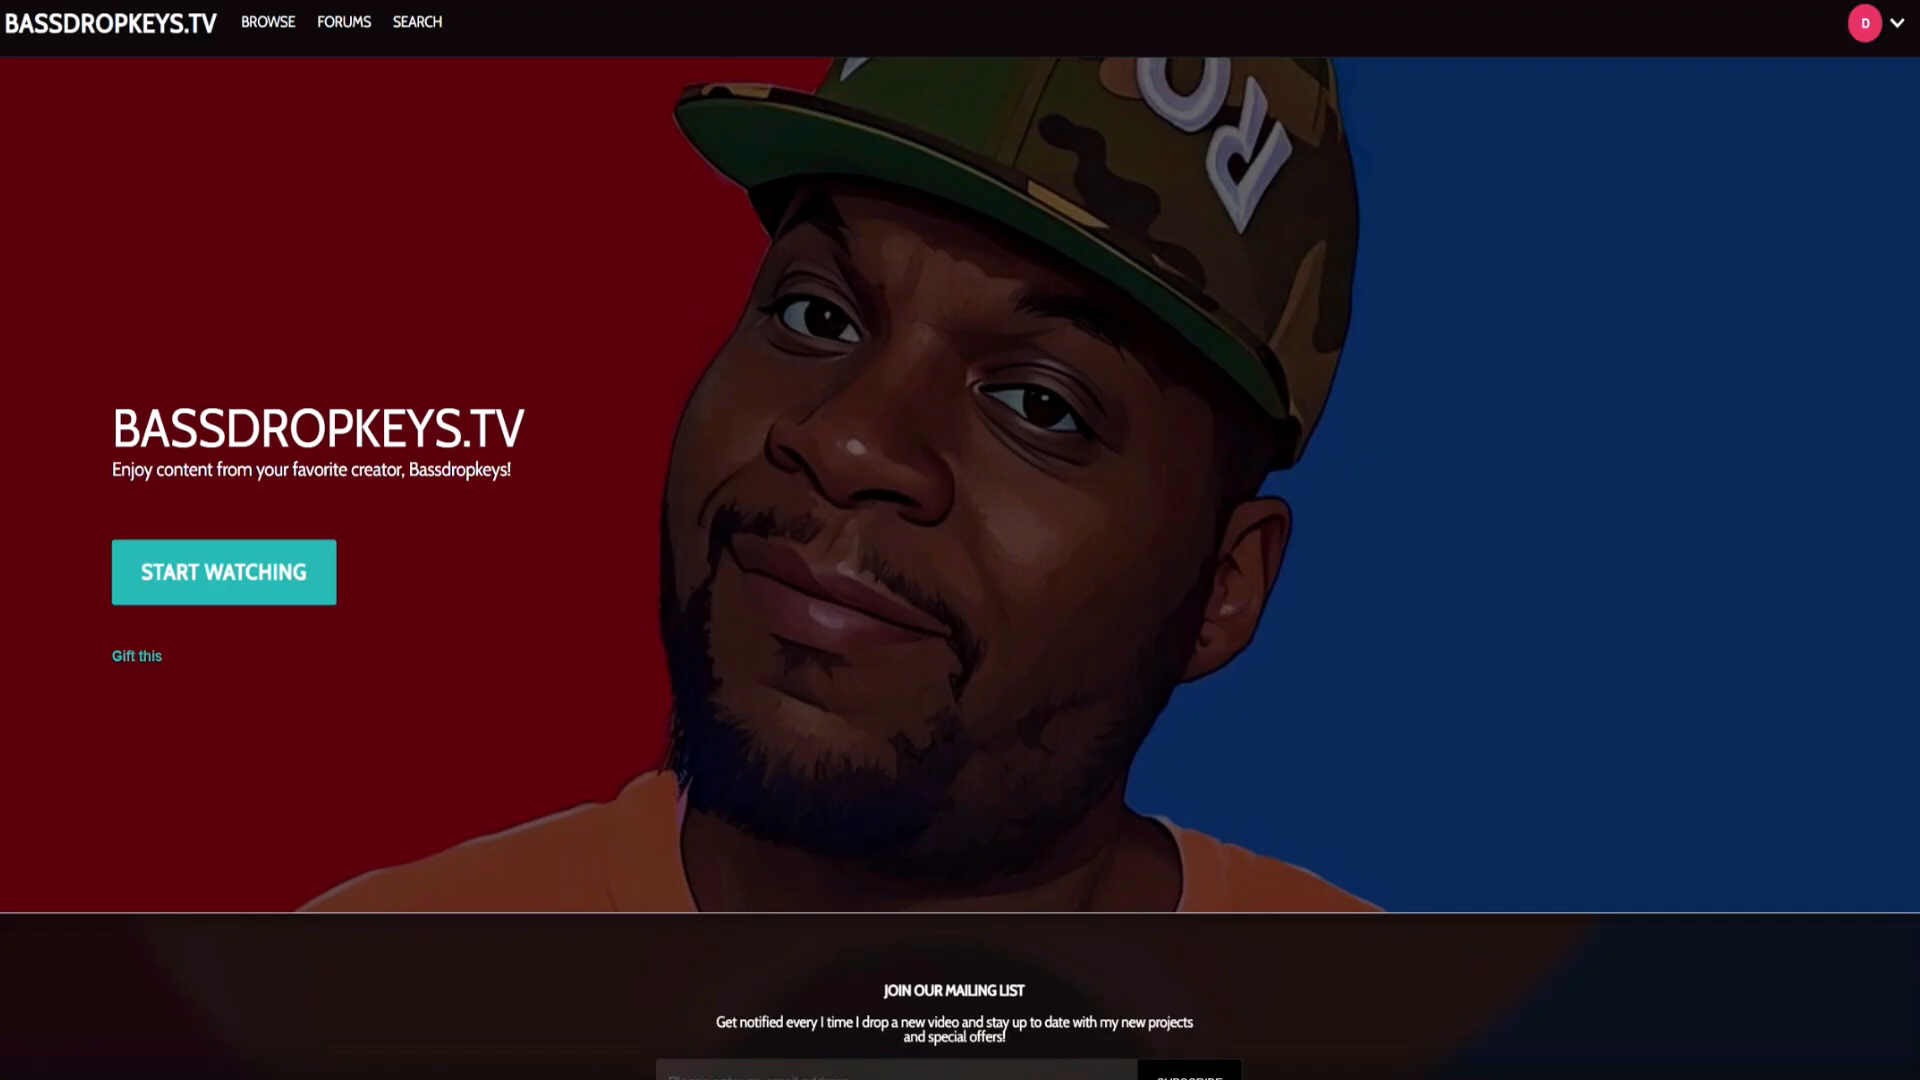 BASSDROPKEYS.TV BROWSE FORUMS SEARCH D
RO
BASSDROPKEYS.TV
Enjoy content from your favorite creator, Bassdropkeys!
START WATCHING
Gift this
JOIN OUR MAILING LIST
Get notified every I time I drop a new video and stay up to date with my new projects
and special offers!
SUBSCRIBE